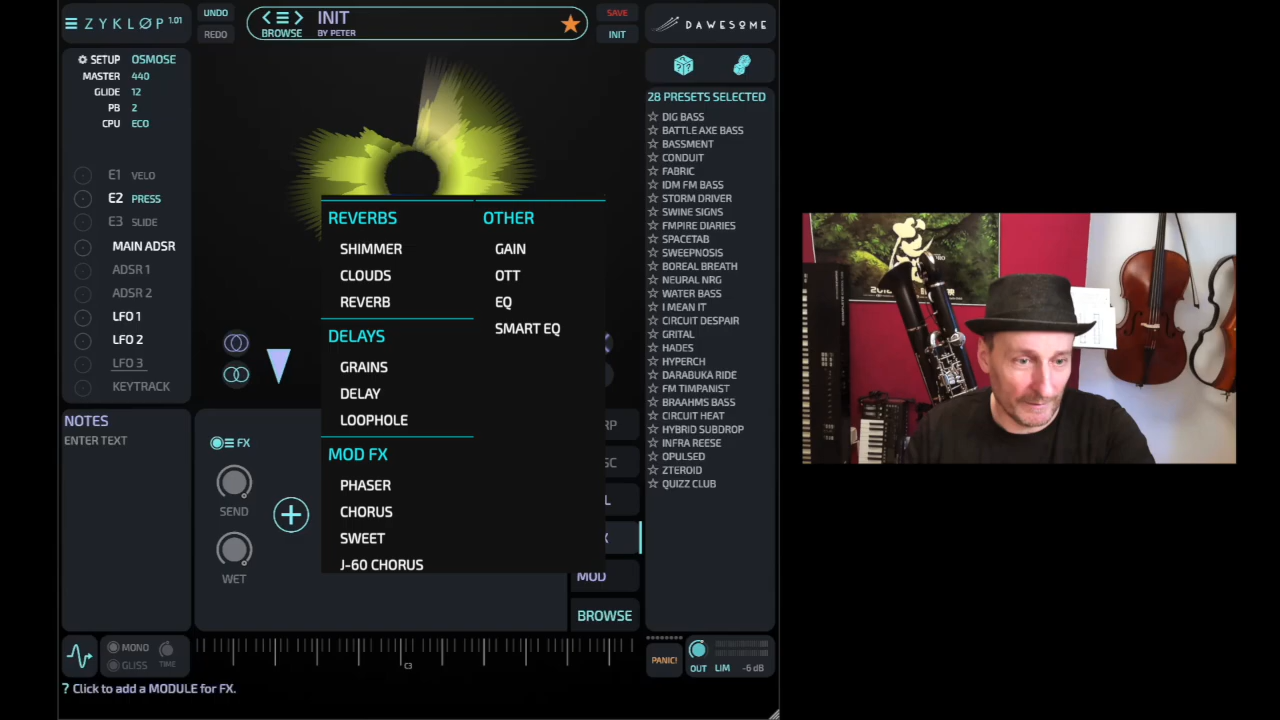 ZYKLØP 1.01
UNDO
REDO
BROWSE
INIT
BY PETER
SAVE
INIT
DAWESOME
SETUP OSMOSE
MASTER 440
GLIDE 12
PB 2
CPU ECO
E1 VELO
E2 PRESS
E3 SLIDE
MAIN ADSR
ADSR 1
ADSR 2
LFO 1
LFO 2
LFO 3
KEYTRACK
NOTES
ENTER TEXT
REVERBS
SHIMMER
CLOUDS
REVERB
DELAYS
GRAINS
DELAY
LOOPHOLE
MOD FX
PHASER
CHORUS
SWEET
J-60 CHORUS
OTHER
GAIN
OTT
EQ
SMART EQ
FX
SEND
WET
RP
SC
L
X
MOD
BROWSE
28 PRESETS SELECTED
DIG BASS
BATTLE AXE BASS
BASSMENT
CONDUIT
FABRIC
IDM FM BASS
STORM DRIVER
SWINE SIGNS
FMPIRE DIARIES
SPACETAB
SWEEPNOSIS
BOREAL BREATH
NEURAL NRG
WATER BASS
I MEAN IT
CIRCUIT DESPAIR
GRITAL
HADES
HYPERCH
DARABUKA RIDE
FM TIMPANIST
BRAAHMS BASS
CIRCUIT HEAT
HYBRID SUBDROP
INFRA REESE
OPULSED
ZTEROID
QUIZZ CLUB
MONO
GLISS
TIME
C3
PANIC!
OUT LIM -6 dB
? Click to add a MODULE for FX.